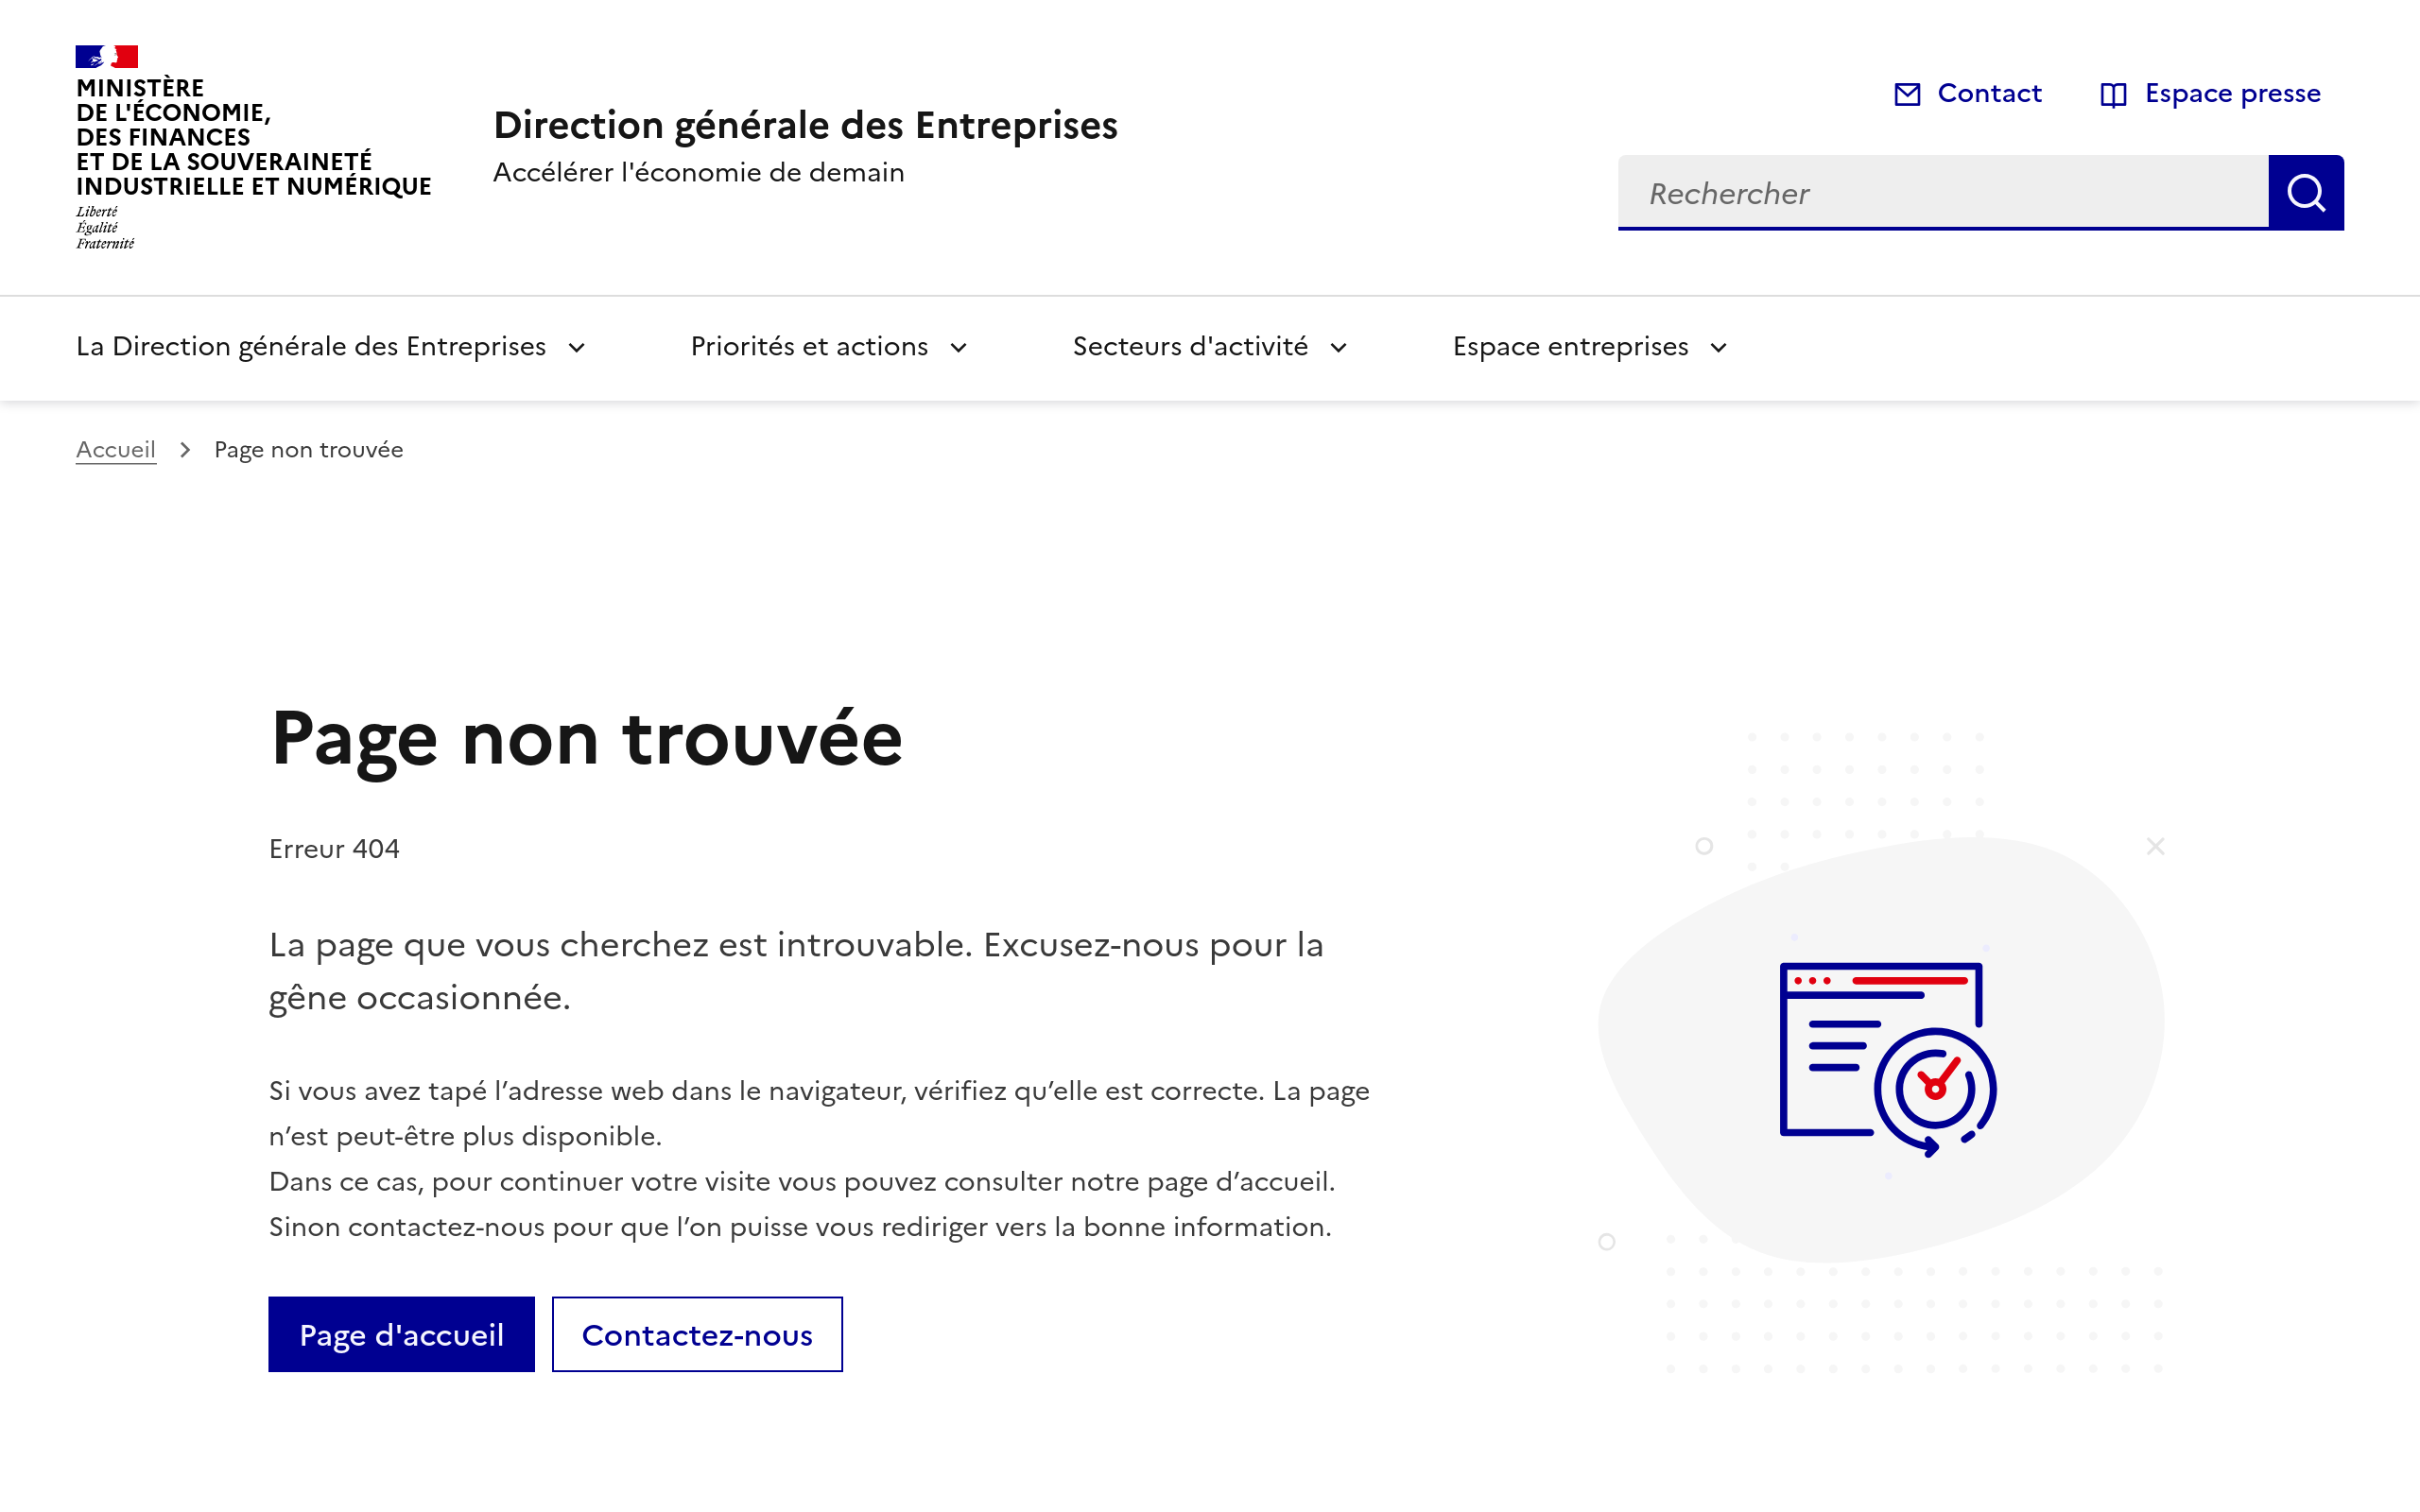 MINISTÈRE
DE L'ÉCONOMIE,
DES FINANCES
ET DE LA SOUVERAINETÉ
INDUSTRIELLE ET NUMÉRIQUE
Liberté
Égalité
Fraternité
Direction générale des Entreprises
Accélérer l'économie de demain
Contact
Espace presse
Rechercher
La Direction générale des Entreprises
Priorités et actions
Secteurs d'activité
Espace entreprises
Accueil
Page non trouvée
Page non trouvée
Erreur 404
La page que vous cherchez est introuvable. Excusez-nous pour la
gêne occasionnée.
Si vous avez tapé l’adresse web dans le navigateur, vérifiez qu’elle est correcte. La page
n’est peut-être plus disponible.
Dans ce cas, pour continuer votre visite vous pouvez consulter notre page d’accueil.
Sinon contactez-nous pour que l’on puisse vous rediriger vers la bonne information.
Page d'accueil
Contactez-nous